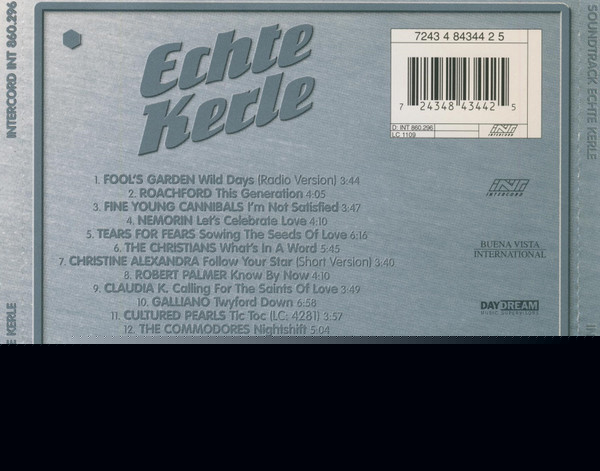 INTERCORD INT 860.296
SOUNDTRACK ECHTE KERLE
Echte
Kerle
7243 4 84344 2 5
7 24348 43442 5
D: INT 860.296
LC 1109
INT
INTERCORD
1. FOOL'S GARDEN Wild Days (Radio Version) 3:44
2. ROACHFORD This Generation 4:05
3. FINE YOUNG CANNIBALS I'm Not Satisfied 3:47
4. NEMORIN Let's Celebrate Love 4:10
5. TEARS FOR FEARS Sowing The Seeds Of Love 6:16
6. THE CHRISTIANS What's In A Word 5:45
7. CHRISTINE ALEXANDRA Follow Your Star (Short Version) 3:40
8. ROBERT PALMER Know By Now 4:10
9. CLAUDIA K. Calling For The Saints Of Love 3:49
10. GALLIANO Twyford Down 6:58
11. CULTURED PEARLS Tic Toc (LC: 4281) 3:57
12. THE COMMODORES Nightshift 5:04
INT
INTERCORD
BUENA VISTA
INTERNATIONAL
DAYDREAM
MUSIC SUPERVISORS
E KERLE